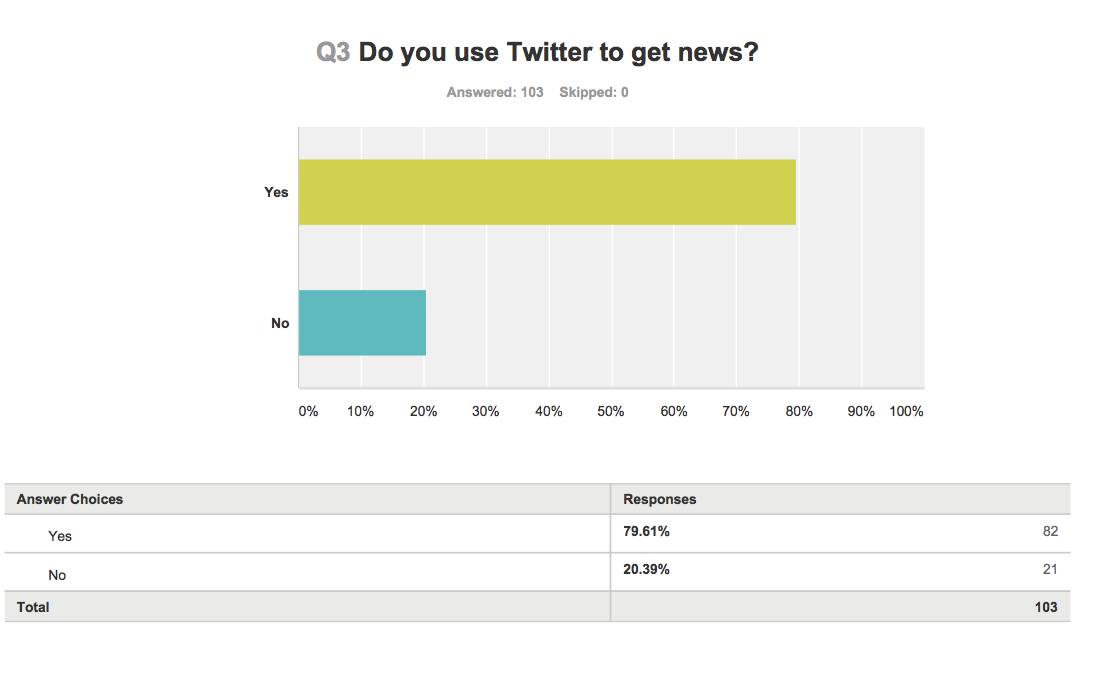 Q3 Do you use Twitter to get news?
Answered: 103 Skipped: 0
Yes
No
0% 10% 20% 30% 40% 50% 60% 70% 80% 90% 100%
Answer Choices Responses
Yes 79.61% 82
No 20.39% 21
Total 103